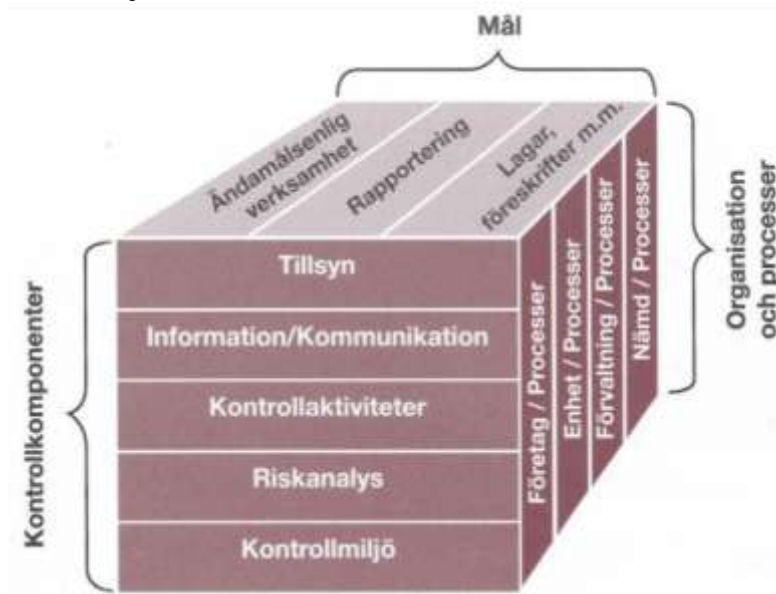 Mål
Ändamålsenlig
verksamhet
Rapportering
Lagar,
föreskrifter m.m.
Kontrollkomponenter
Tillsyn
Information/Kommunikation
Kontrollaktiviteter
Riskanalys
Kontrollmiljö
Företag / Processer
Enhet / Processer
Förvaltning / Processer
Nämd / Processer
Organisation
och processer